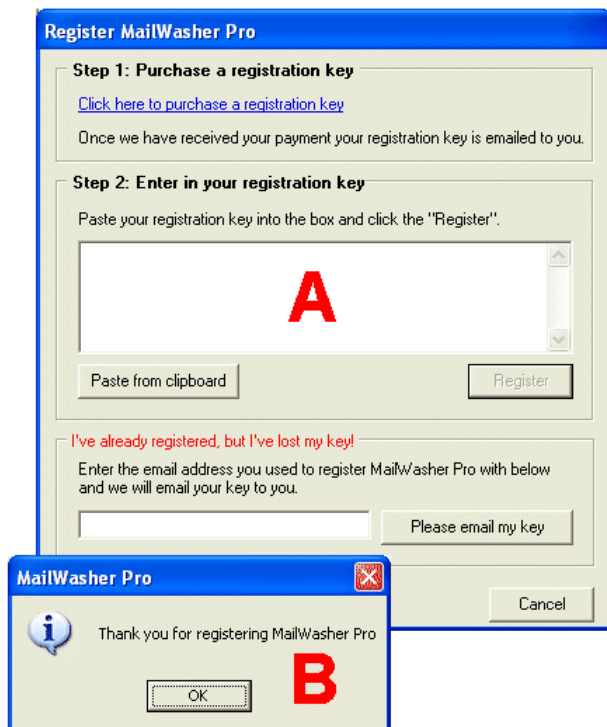 Register MailWasher Pro
Step 1: Purchase a registration key
Click here to purchase a registration key
Once we have received your payment your registration key is emailed to you.
Step 2: Enter in your registration key
Paste your registration key into the box and click the "Register".
A
Paste from clipboard
Register
I've already registered, but I've lost my key!
Enter the email address you used to register MailWasher Pro with below
and we will email your key to you.
Please email my key
Cancel
MailWasher Pro
Thank you for registering MailWasher Pro
B
OK